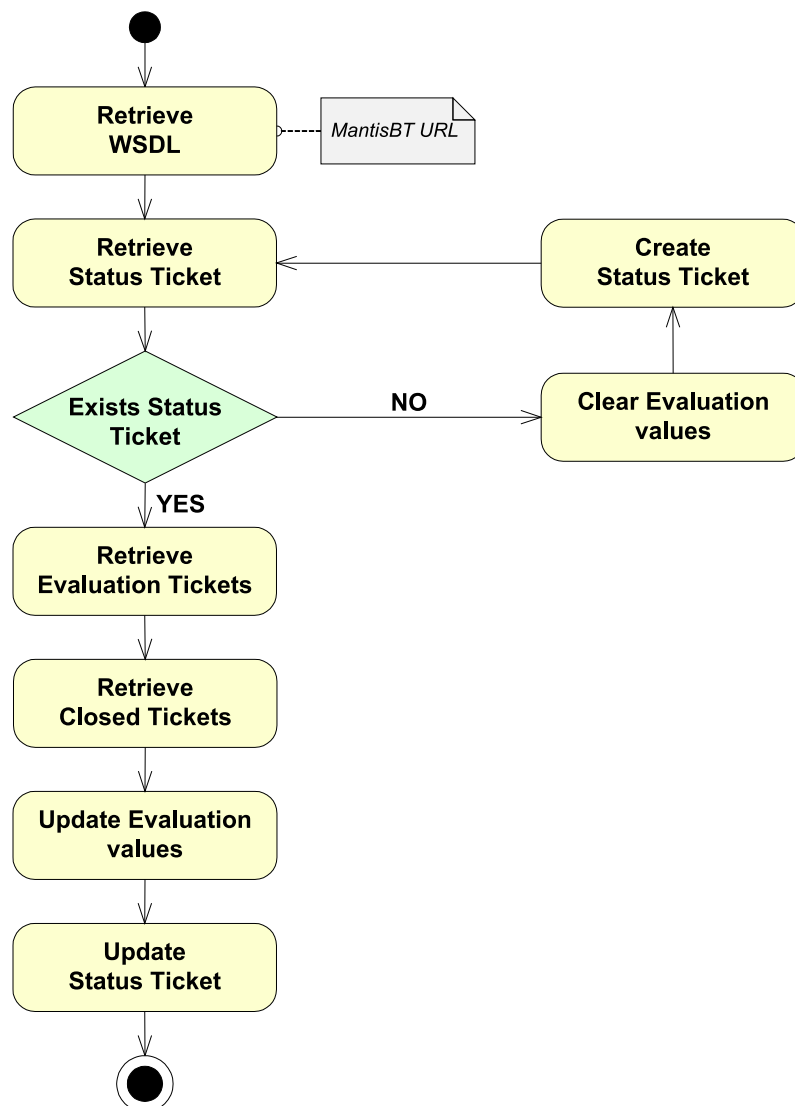 Retrieve
WSDL
MantisBT URL
Retrieve
Status Ticket
Create
Status Ticket
Exists Status
Ticket
NO
Clear Evaluation
values
YES
Retrieve
Evaluation Tickets
Retrieve
Closed Tickets
Update Evaluation
values
Update
Status Ticket